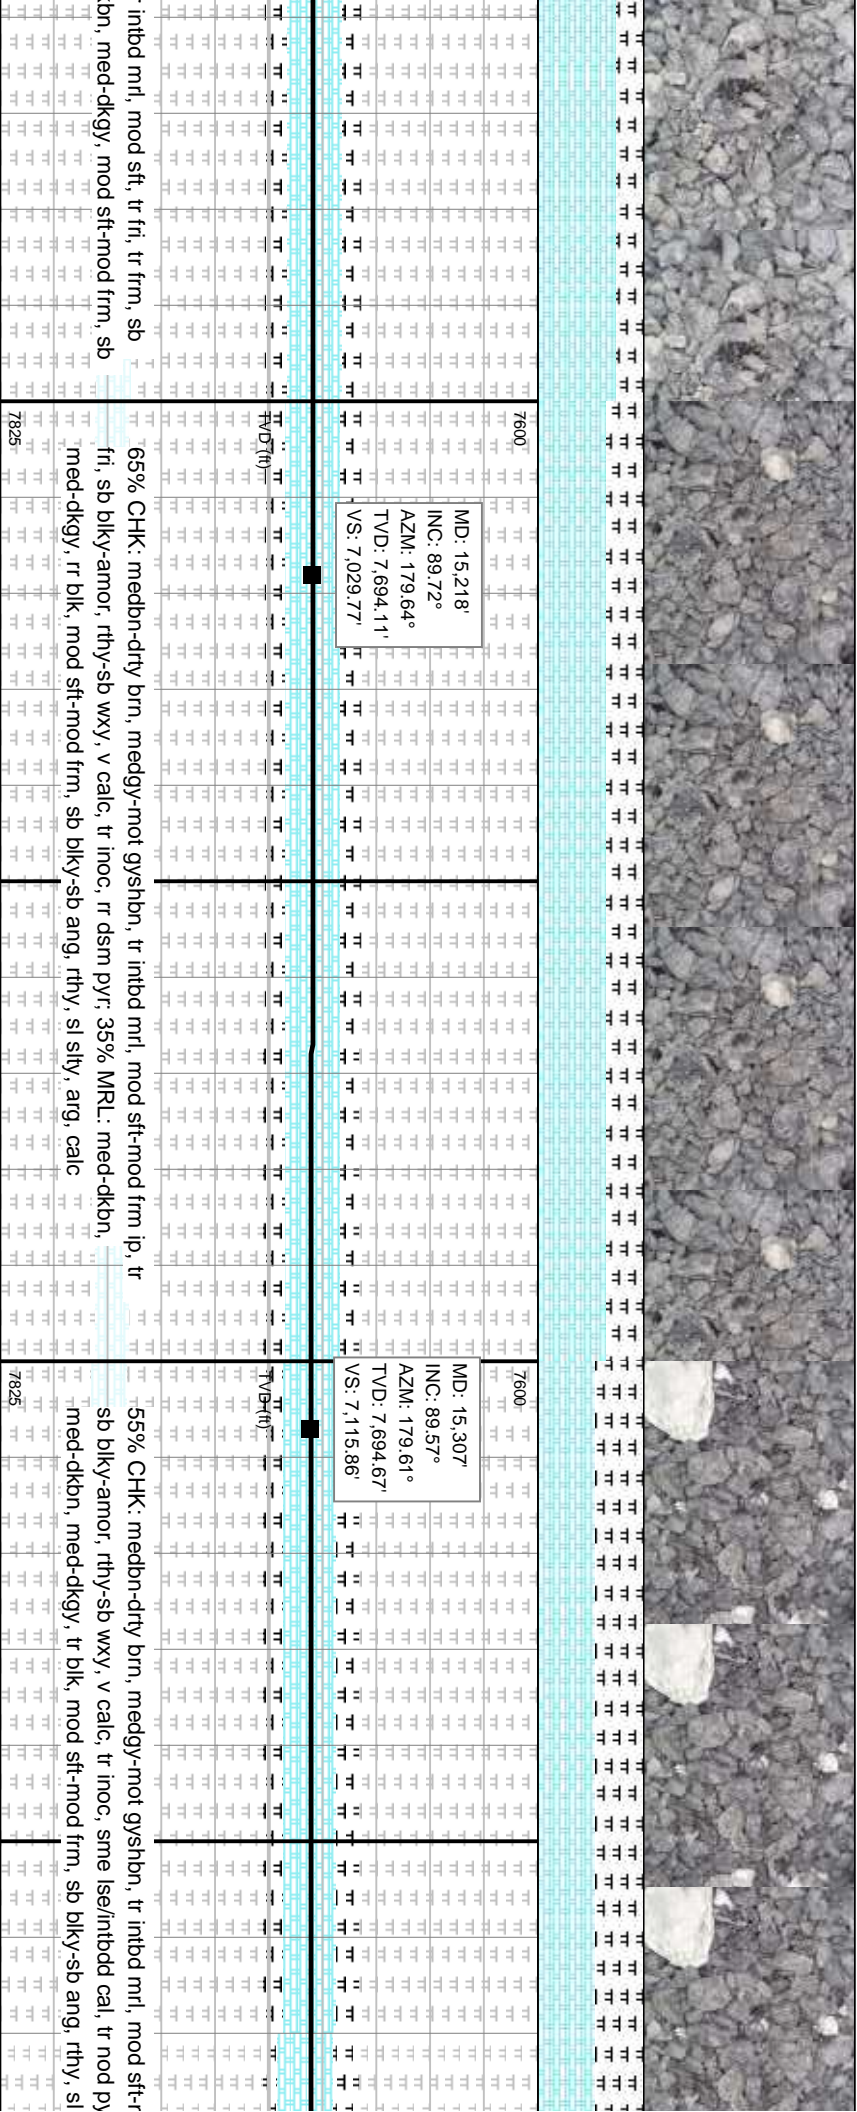 r intbd mrl, mod sft, tr fri, tr frm, sb
kbn, med-dkgy, mod sft-mod frm, sb
7600
TVD (ft)
7825
MD: 15,218'
INC: 89.72°
AZM: 179.64°
TVD: 7,694.11'
VS: 7,029.77'
65% CHK: medbn-drty brn, medgy-mot gyshbn, tr intbd mrl, mod sft-mod frm ip, tr
fri, sb blky-amor, rthy-sb wxy, v calc, tr inoc, rr dsm pyr; 35% MRL: med-dkbn,
med-dkgy, rr blk, mod sft-mod frm, sb blky-sb ang, rthy, sl slty, arg, calc
7600
TVD (ft)
7825
MD: 15,307'
INC: 89.57°
AZM: 179.61°
TVD: 7,694.67'
VS: 7,115.86'
55% CHK: medbn-drty brn, medgy-mot gyshbn, tr intbd mrl, mod sft-
sb blky-amor, rthy-sb wxy, v calc, tr inoc, sme lse/intbdd cal, tr nod py
med-dkbn, med-dkgy, tr blk, mod sft-mod frm, sb blky-sb ang, rthy, sl